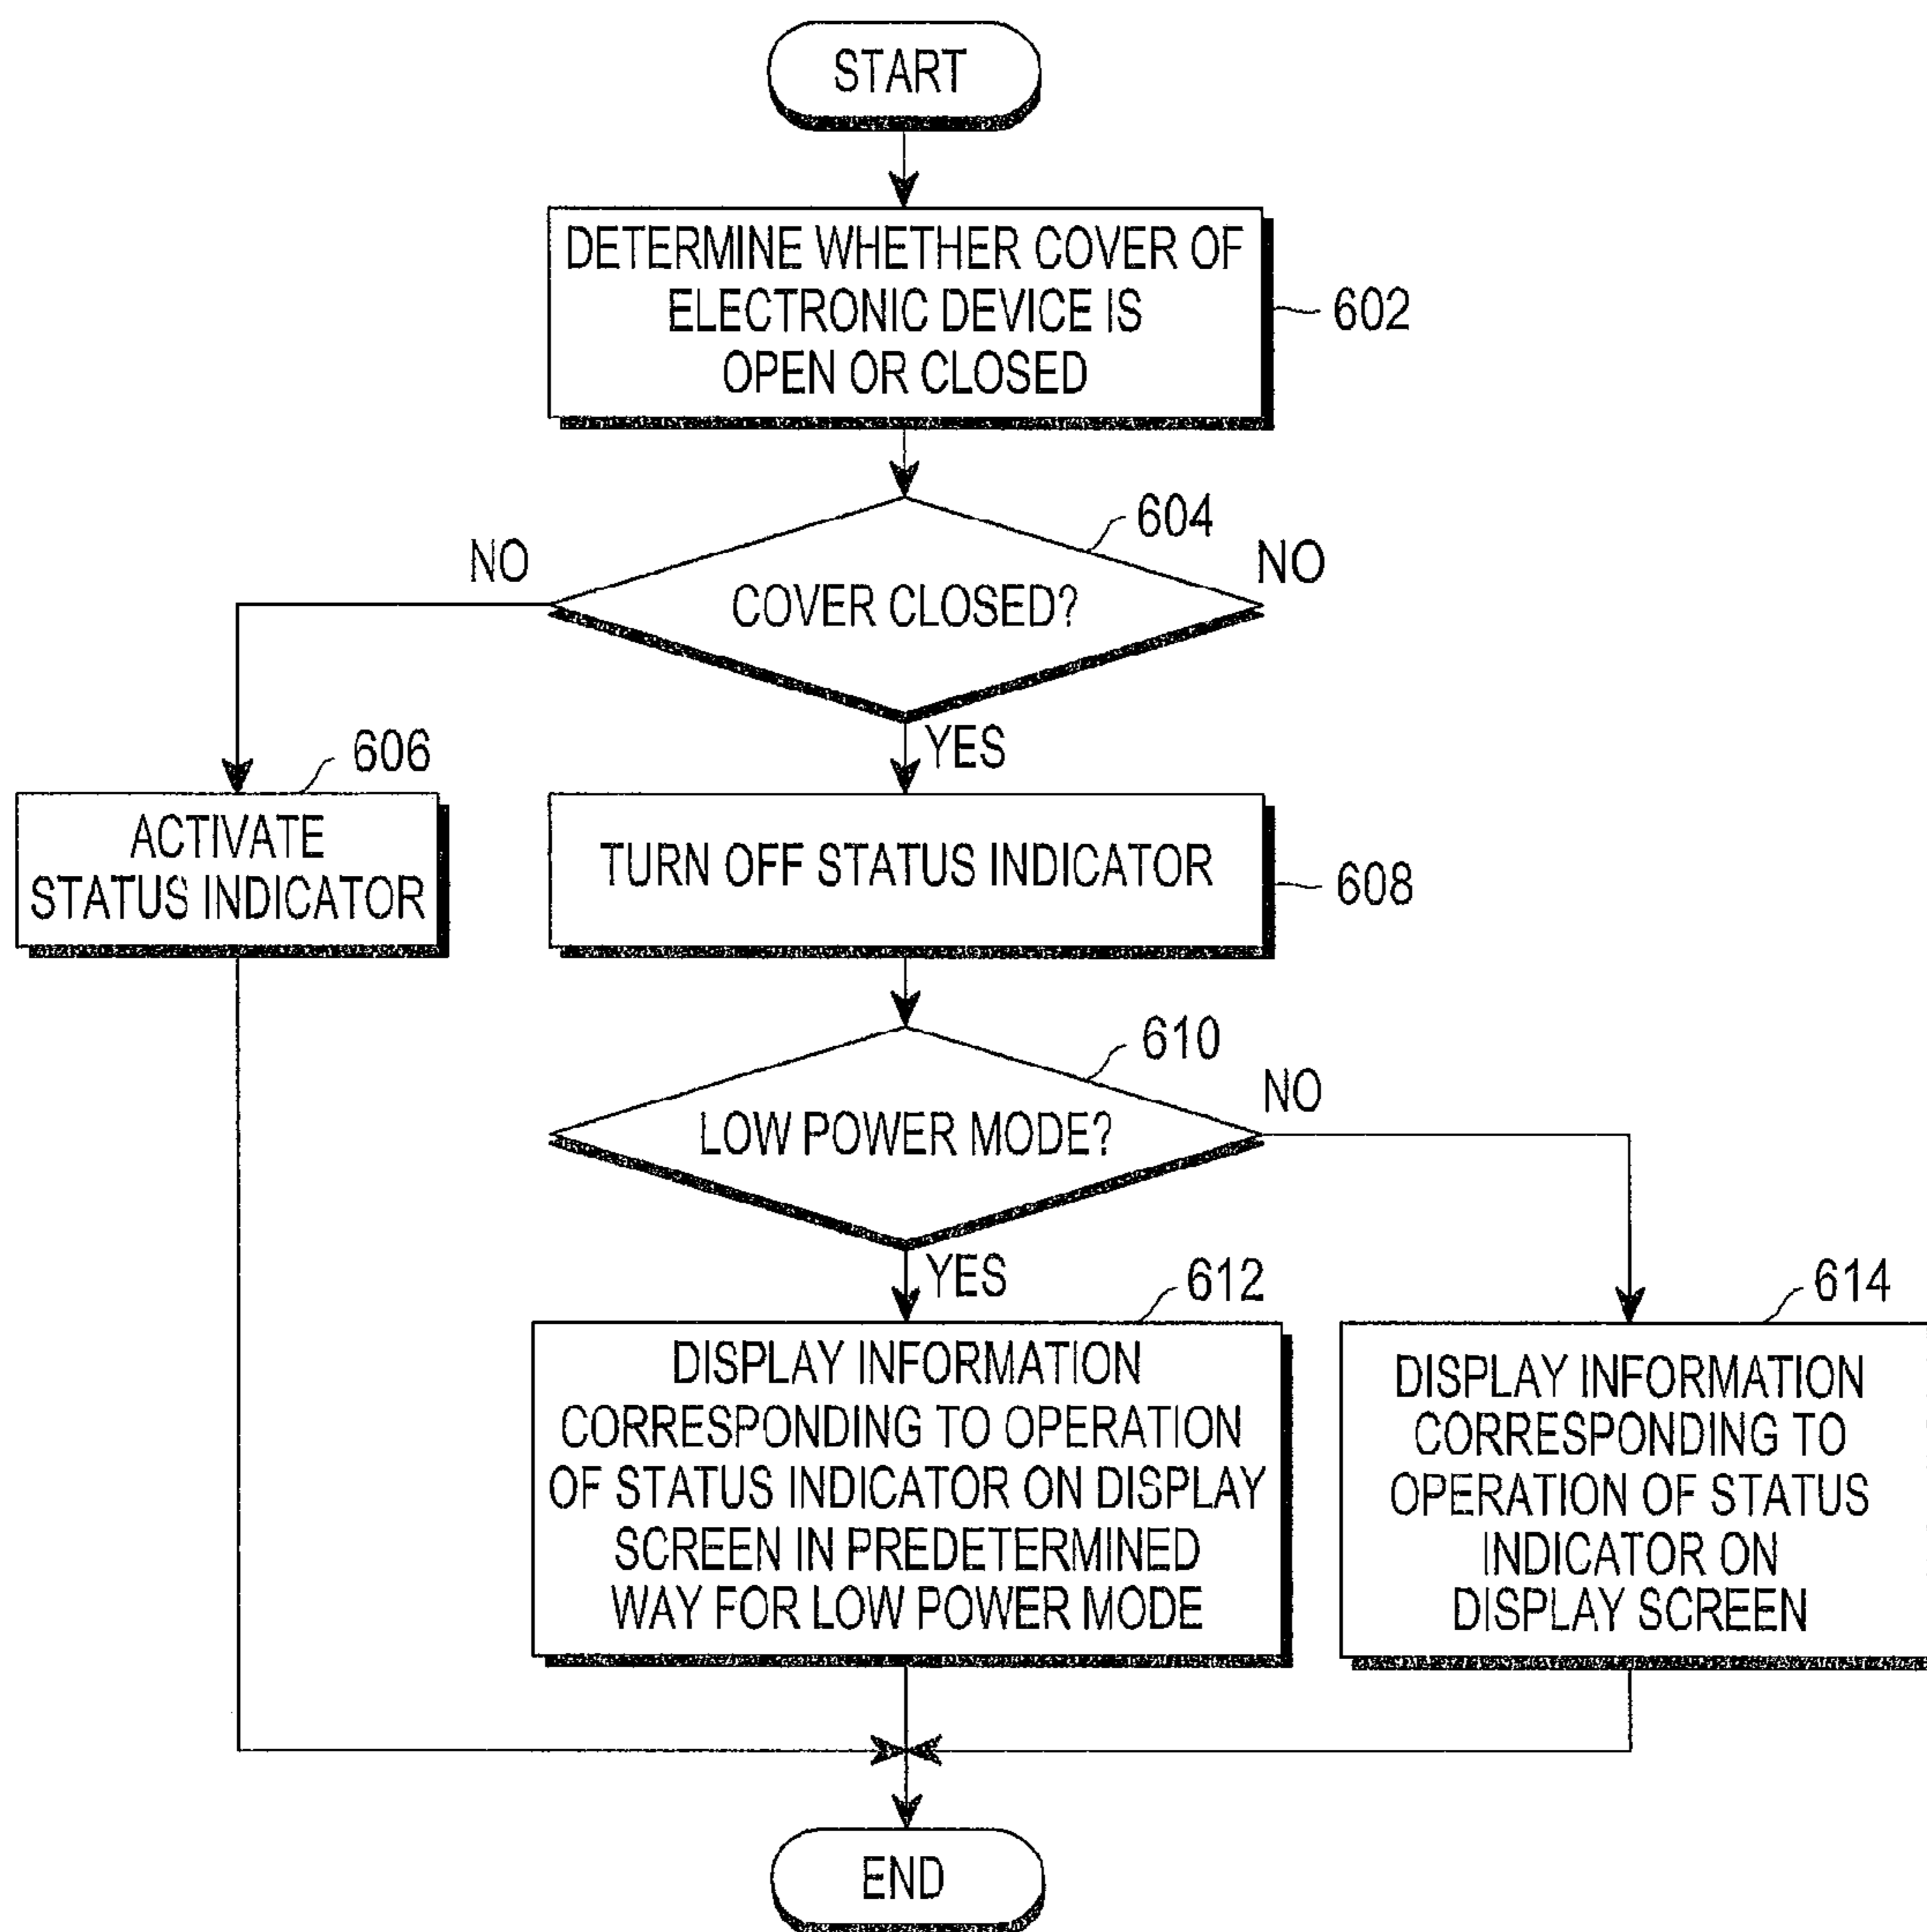 START
DETERMINE WHETHER COVER OF
ELECTRONIC DEVICE IS
OPEN OR CLOSED
602
604
NO
NO
COVER CLOSED?
YES
606
ACTIVATE
STATUS INDICATOR
TURN OFF STATUS INDICATOR
608
610
NO
LOW POWER MODE?
YES
612
DISPLAY INFORMATION
CORRESPONDING TO OPERATION
OF STATUS INDICATOR ON DISPLAY
SCREEN IN PREDETERMINED
WAY FOR LOW POWER MODE
614
DISPLAY INFORMATION
CORRESPONDING TO
OPERATION OF STATUS
INDICATOR ON
DISPLAY SCREEN
END